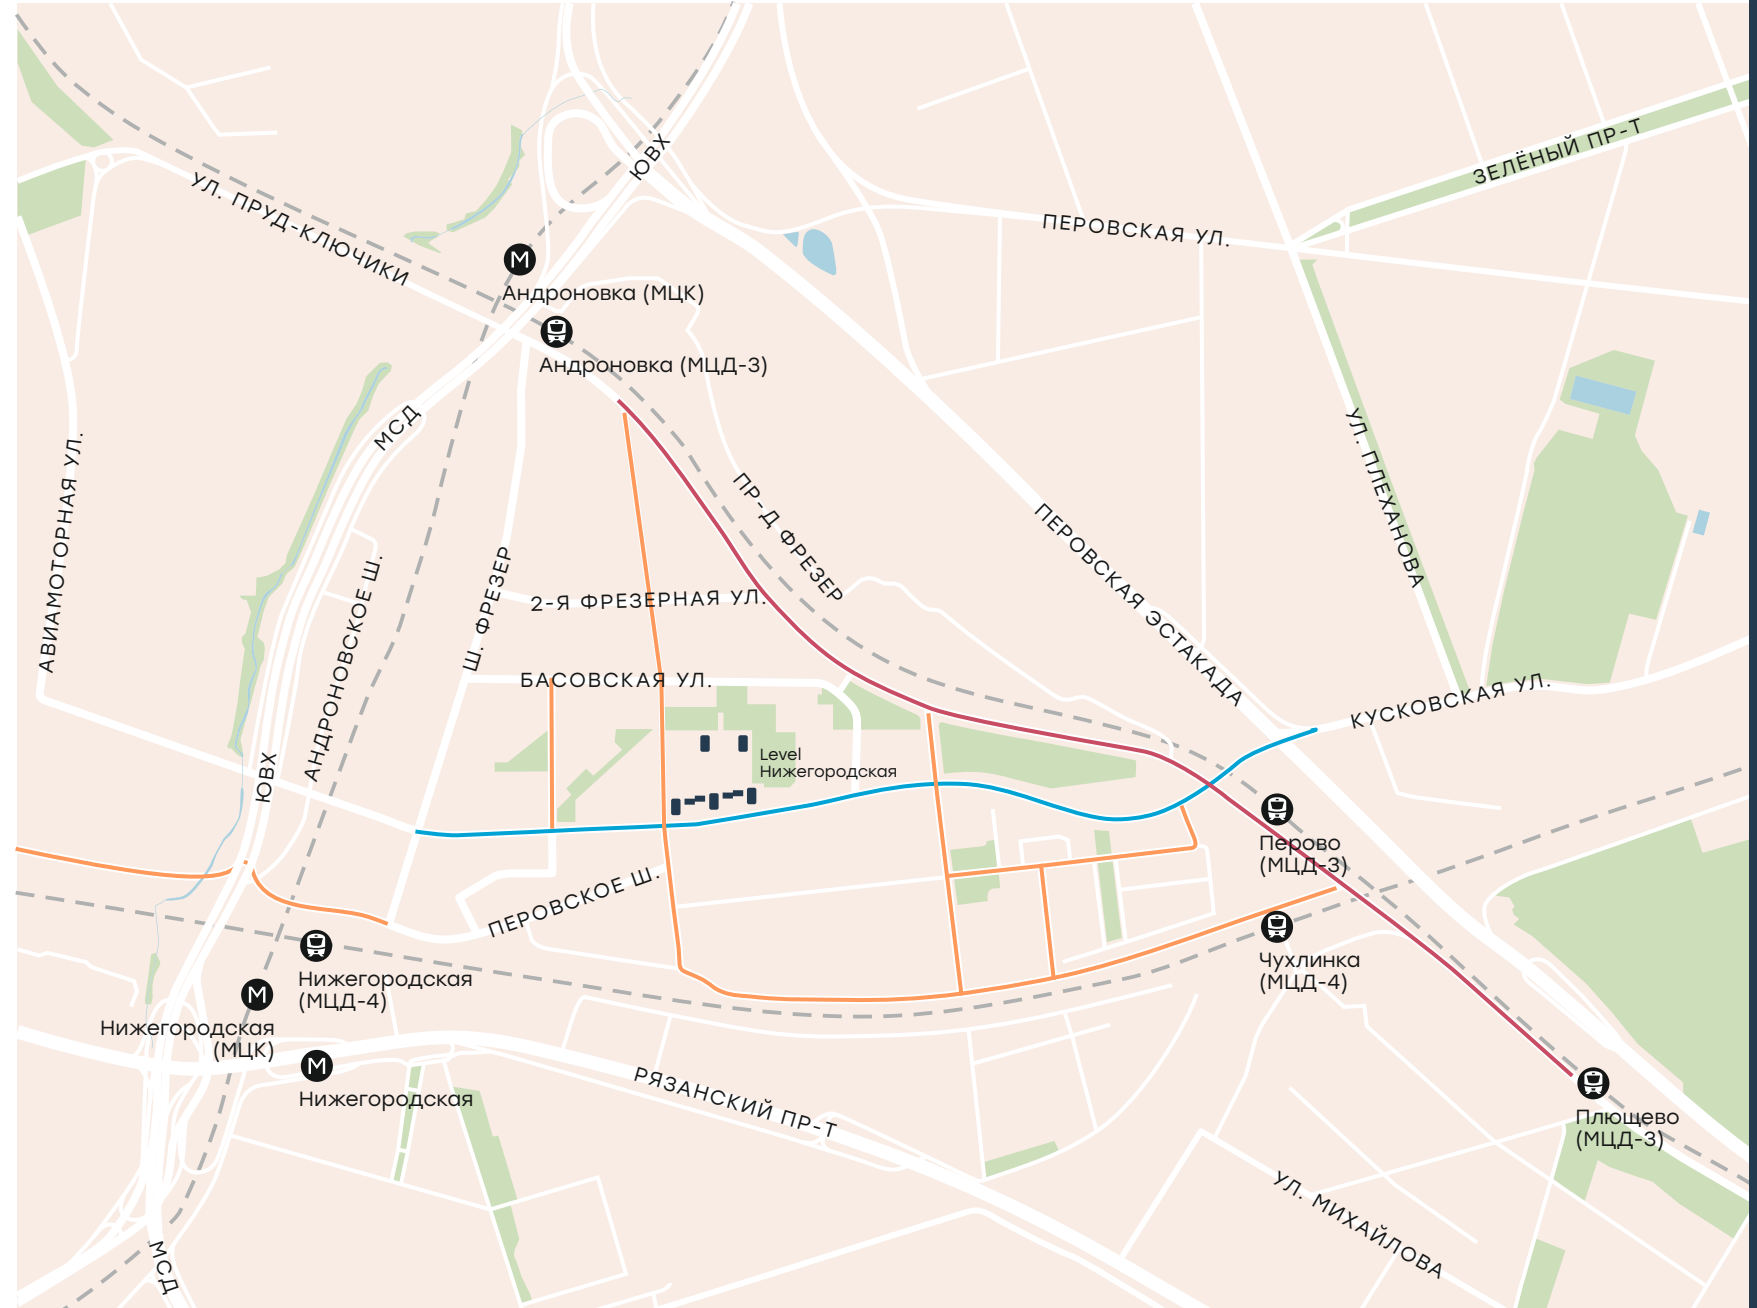 ЮВХ
ЗЕЛЁНЫЙ ПР-Т
УЛ. ПРУД-КЛЮЧИКИ
ПЕРОВСКАЯ УЛ.
М
Андроновка (МЦК)
Андроновка (МЦД-3)
МСД
АВИАМОТОРНАЯ УЛ.
УЛ. ПЛЕХАНОВА
ПР-Д ФРЕЗЕР
ПЕРОВСКАЯ ЭСТАКАДА
Ш. ФРЕЗЕР
АНДРОНОВСКОЕ Ш.
2-Я ФРЕЗЕРНАЯ УЛ.
БАСОВСКАЯ УЛ.
КУСКОВСКАЯ УЛ.
ЮВХ
Level
Нижегородская
Перово
(МЦД-3)
ПЕРОВСКОЕ Ш.
Чухлинка
(МЦД-4)
Нижегородская
(МЦД-4)
М
Нижегородская
(МЦК)
М
Нижегородская
РЯЗАНСКИЙ ПР-Т
Плющево
(МЦД-3)
УЛ. МИХАЙЛОВА
МСД